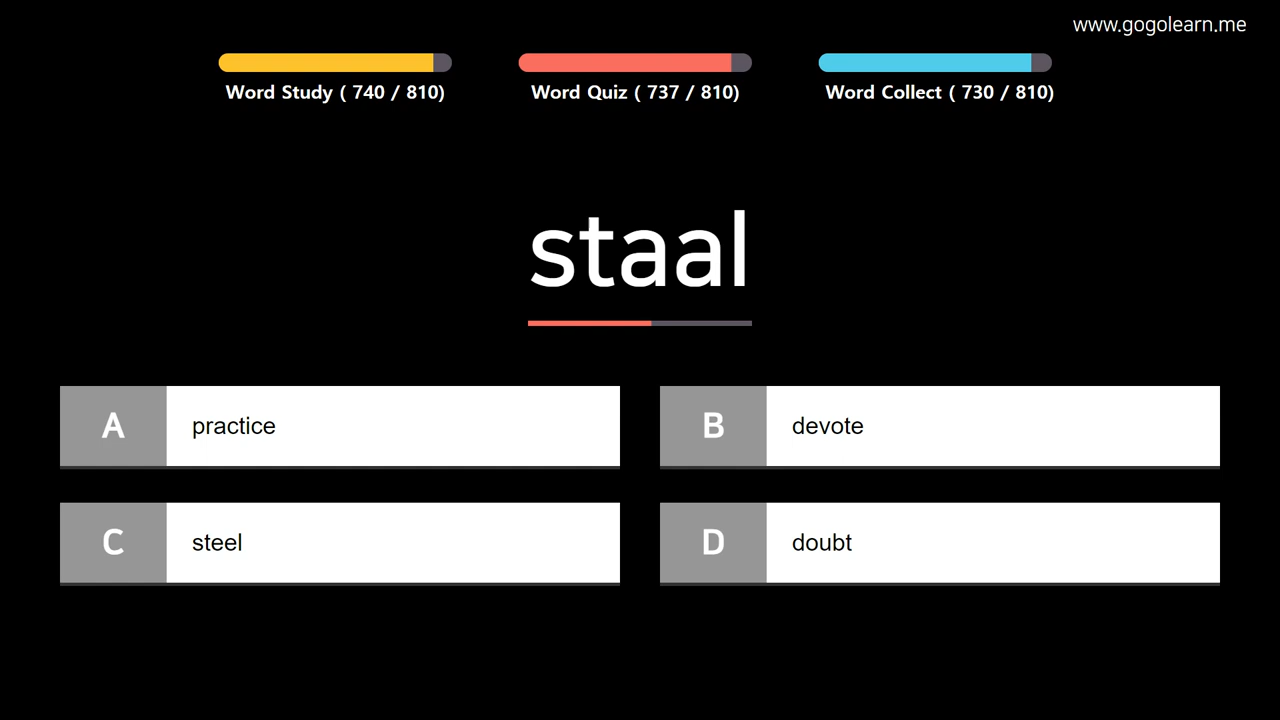 www.gogolearn.me
Word Study ( 740 / 810)
Word Quiz ( 737 / 810)
Word Collect ( 730 / 810)
staal
A practice
B devote
C steel
D doubt